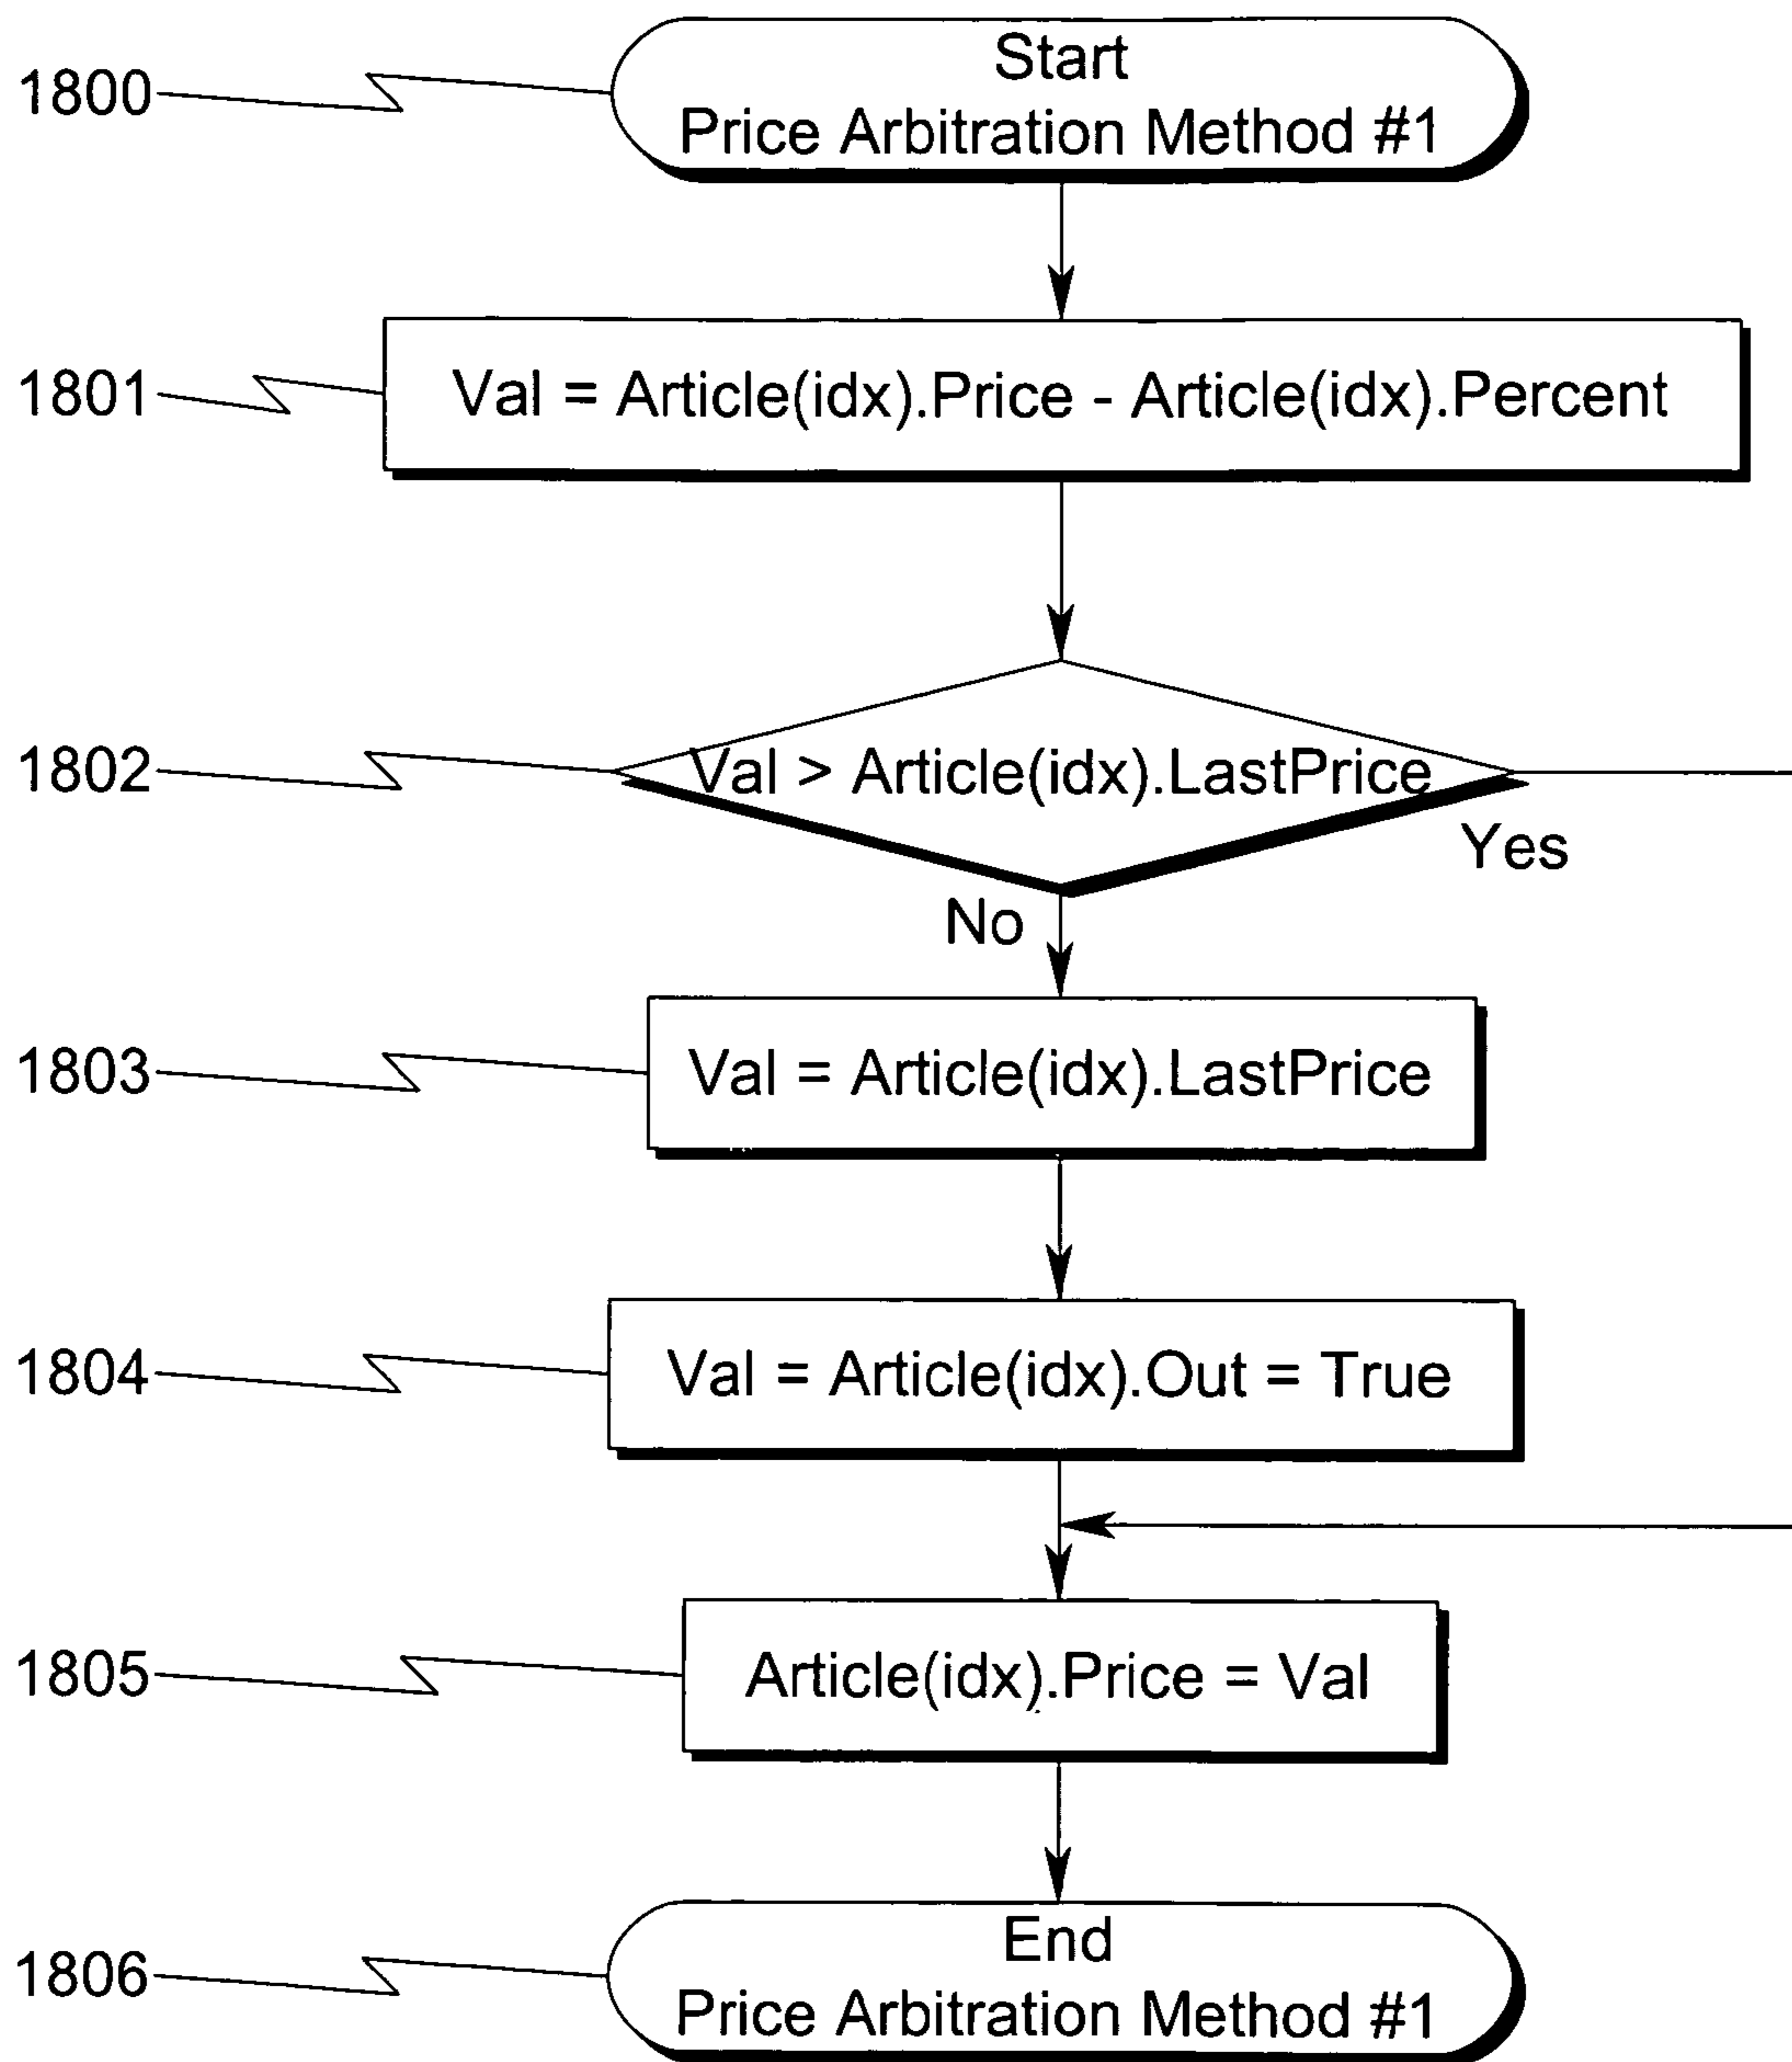 1800
Start
Price Arbitration Method #1
1801
Val = Article(idx).Price - Article(idx).Percent
1802
Val > Article(idx).LastPrice
Yes
No
1803
Val = Article(idx).LastPrice
1804
Val = Article(idx).Out = True
1805
Article(idx).Price = Val
1806
End
Price Arbitration Method #1